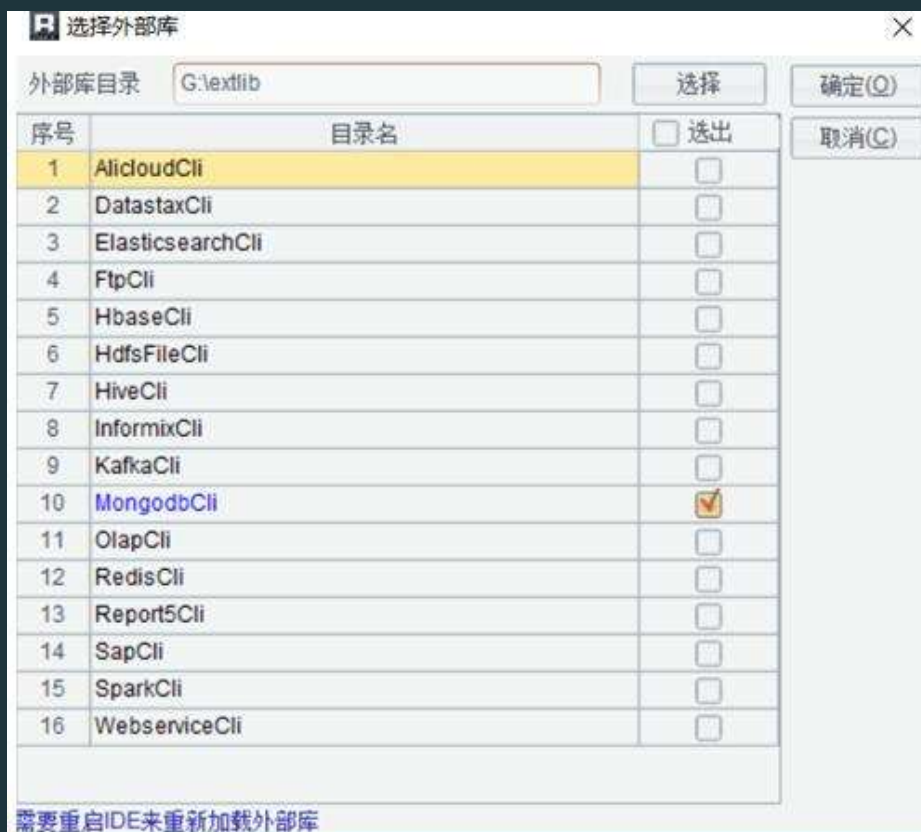 选择外部库
外部库目录 G:\extlib 选择 确定(O)
序号 目录名 选出 取消(C)
1 AlicloudCli
2 DatastaxCli
3 ElasticsearchCli
4 FtpCli
5 HbaseCli
6 HdfsFileCli
7 HiveCli
8 InformixCli
9 KafkaCli
10 MongodbCli
11 OlapCli
12 RedisCli
13 Report5Cli
14 SapCli
15 SparkCli
16 WebserviceCli
需要重启IDE来重新加载外部库